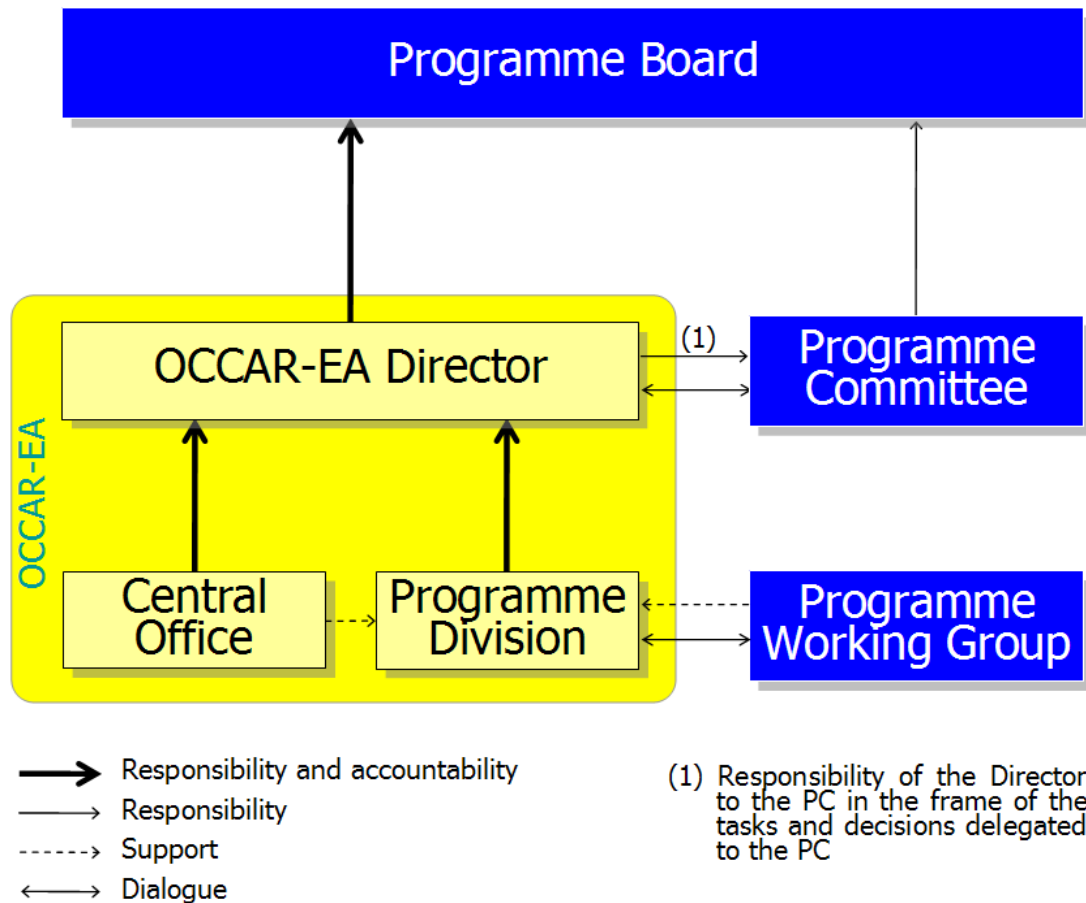 Programme Board
OCCAR-EA Director
(1)
Programme
Committee
OCCAR-EA
Central
Office
Programme
Division
Programme
Working Group
Responsibility and accountability
Responsibility
Support
Dialogue
(1) Responsibility of the Director
to the PC in the frame of the
tasks and decisions delegated
to the PC